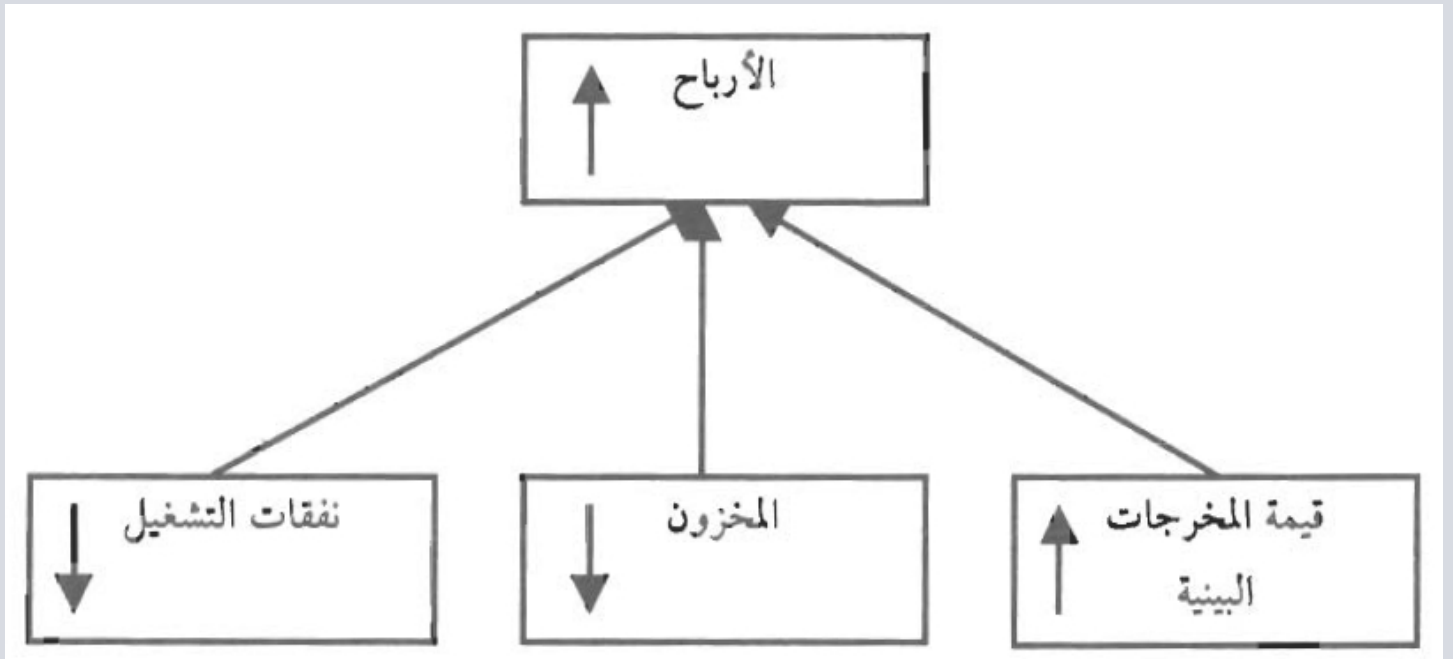 الأرباح
قيمة المخرجات
البينية
المخزون
نفقات التشغيل